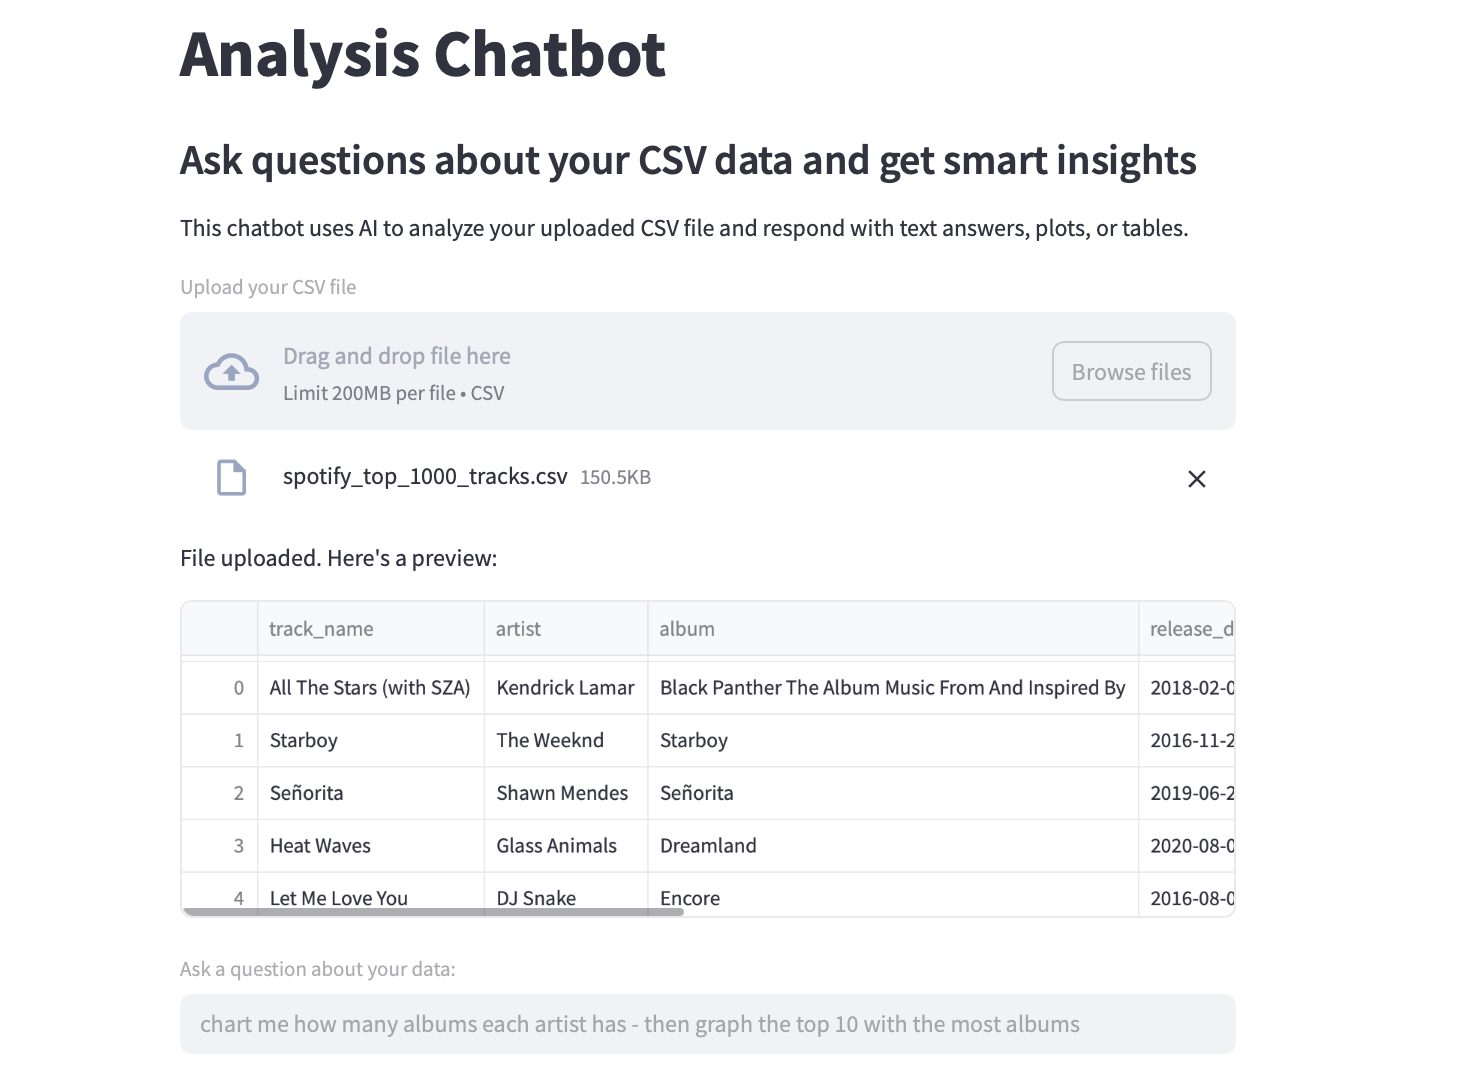 Analysis Chatbot
Ask questions about your CSV data and get smart insights
This chatbot uses AI to analyze your uploaded CSV file and respond with text answers, plots, or tables.
Upload your CSV file
Drag and drop file here
Limit 200MB per file • CSV
Browse files
spotify_top_1000_tracks.csv 150.5KB
File uploaded. Here's a preview:
track_name artist album release_d
0 All The Stars (with SZA) Kendrick Lamar Black Panther The Album Music From And Inspired By 2018-02-0
1 Starboy The Weeknd Starboy 2016-11-2
2 Señorita Shawn Mendes Señorita 2019-06-2
3 Heat Waves Glass Animals Dreamland 2020-08-0
4 Let Me Love You DJ Snake Encore 2016-08-0
Ask a question about your data:
chart me how many albums each artist has - then graph the top 10 with the most albums